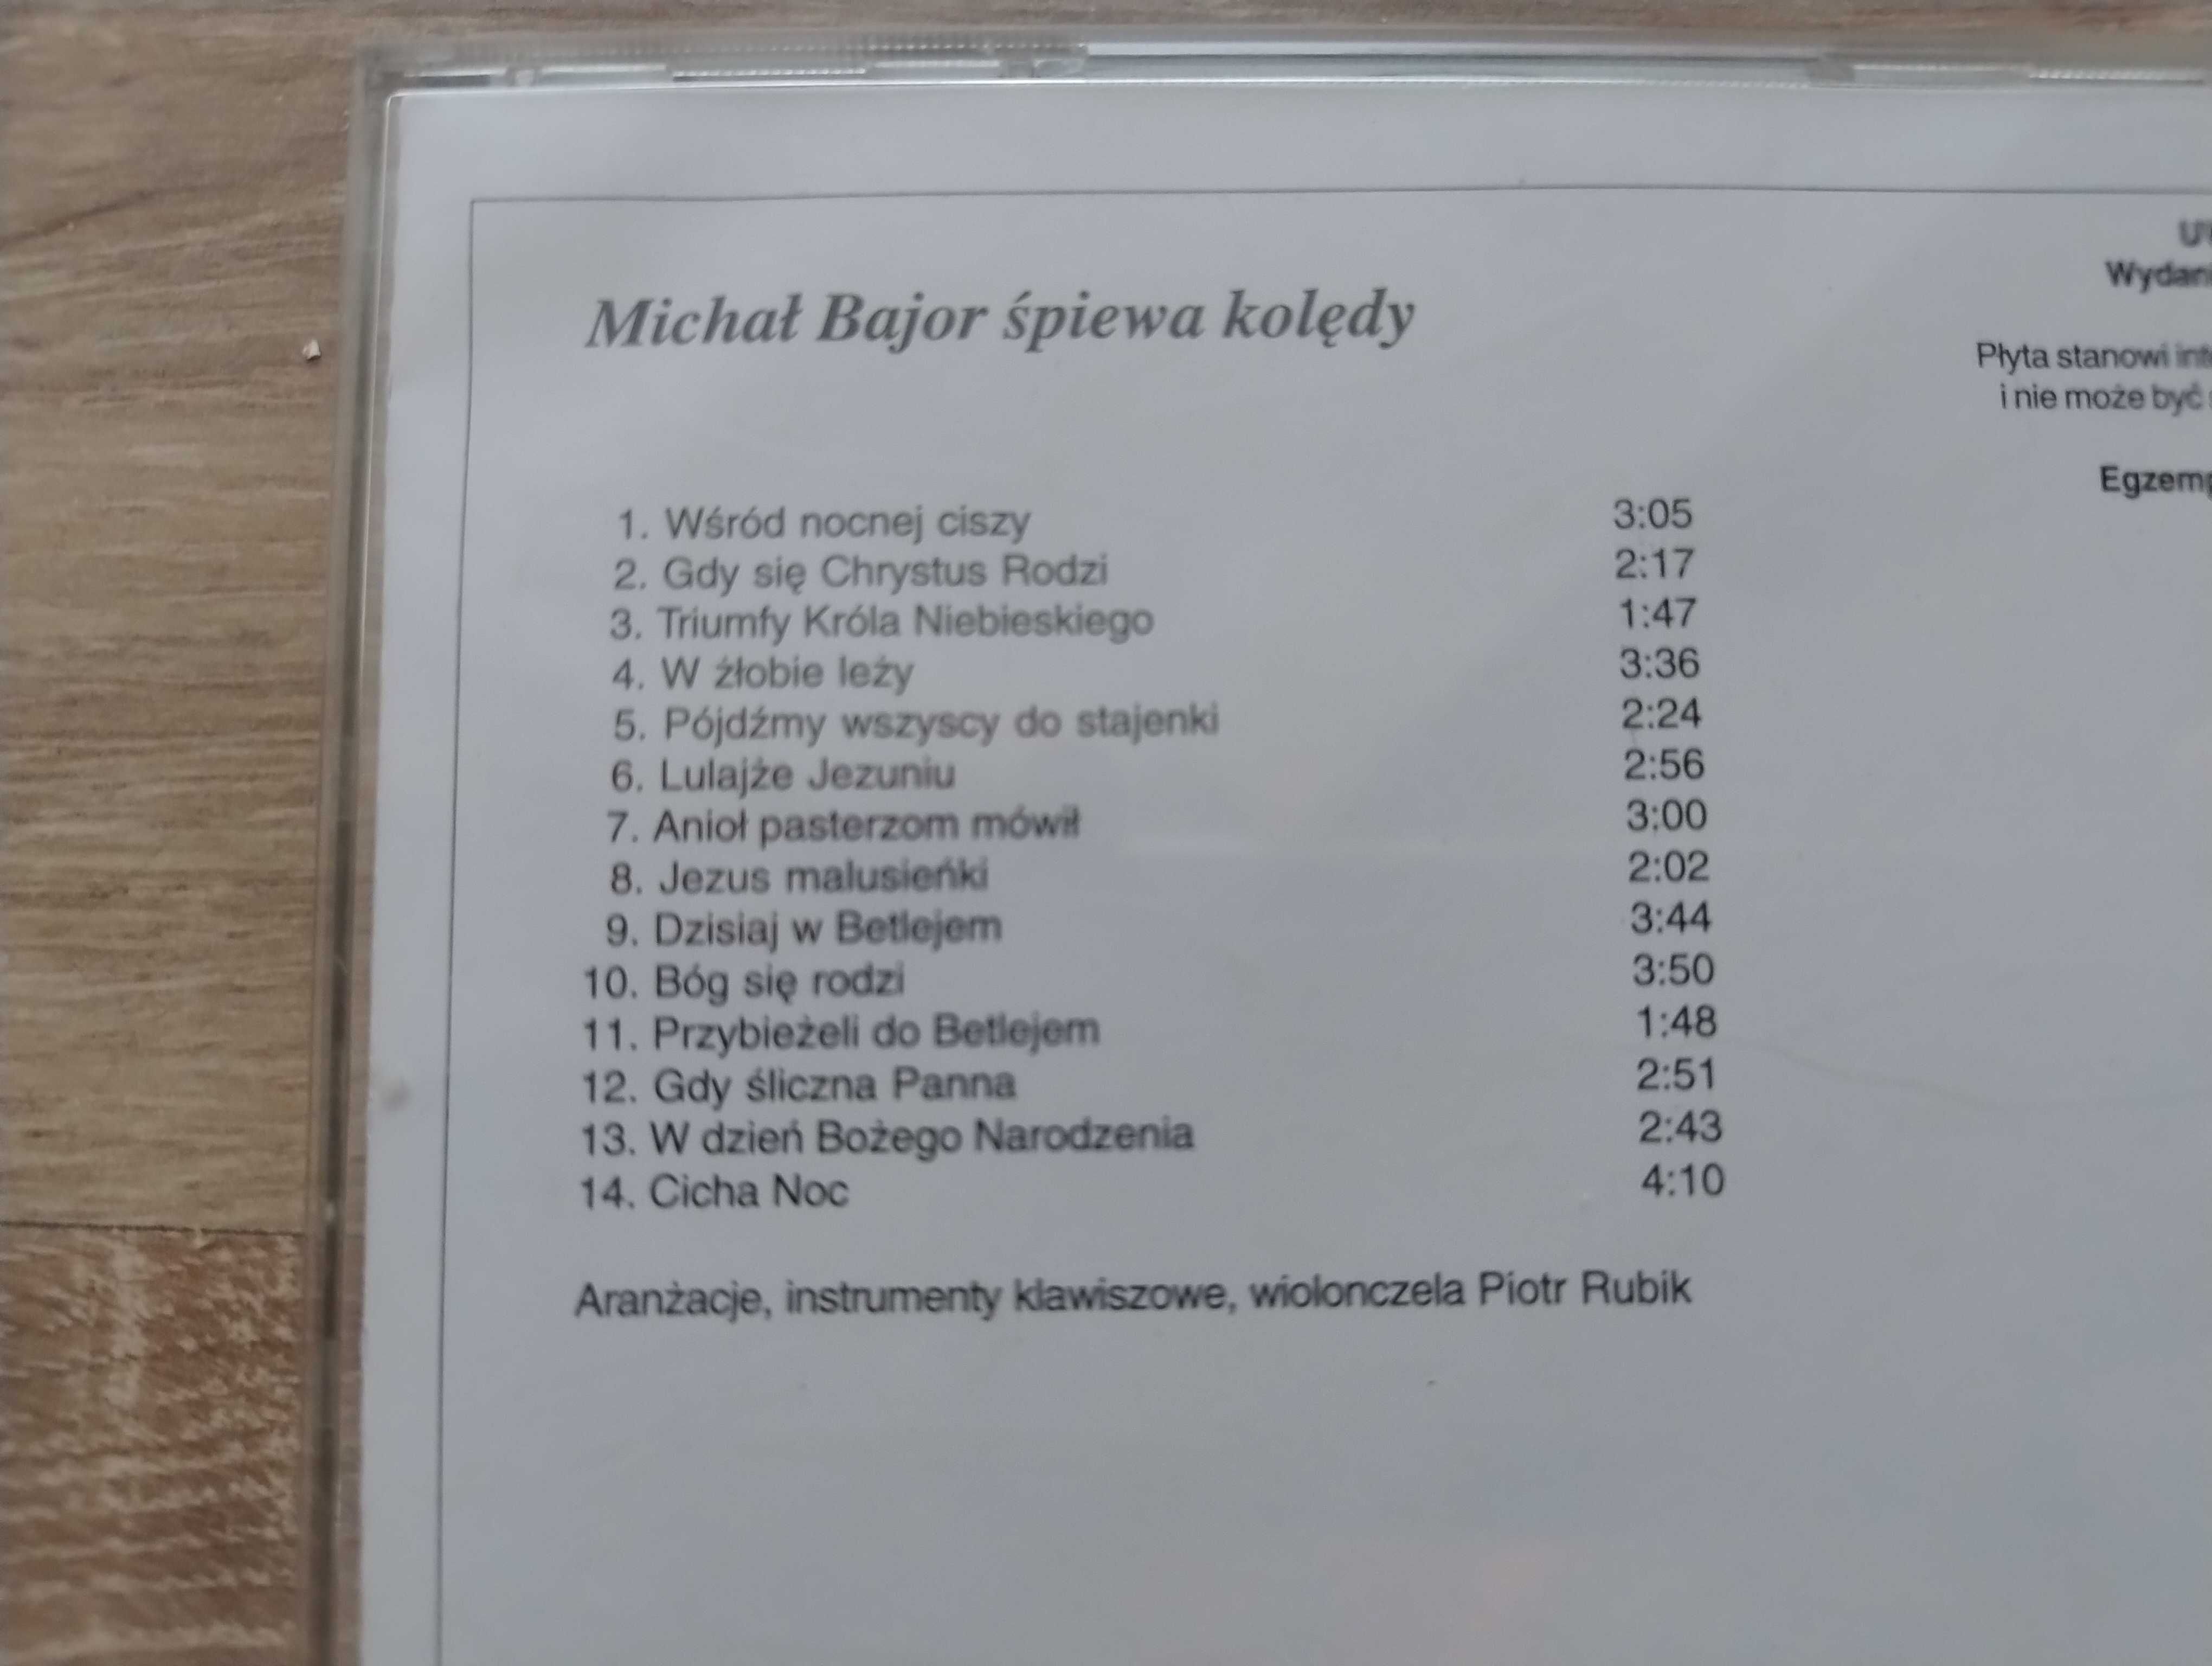 Michał Bajor śpiewa kolędy
1. Wśród nocnej ciszy 3:05
2. Gdy się Chrystus Rodzi 2:17
3. Triumfy Króla Niebieskiego 1:47
4. W żłobie leży 3:36
5. Pójdźmy wszyscy do stajenki 2:24
6. Lulajże Jezuniu 2:56
7. Anioł pasterzom mówił 3:00
8. Jezus malusieńki 2:02
9. Dzisiaj w Betlejem 3:44
10. Bóg się rodzi 3:50
11. Przybieżeli do Betlejem 1:48
12. Gdy śliczna Panna 2:51
13. W dzień Bożego Narodzenia 2:43
14. Cicha Noc 4:10
Aranżacje, instrumenty klawiszowe, wiolonczela Piotr Rubik
Płyta stanowi
i nie może być